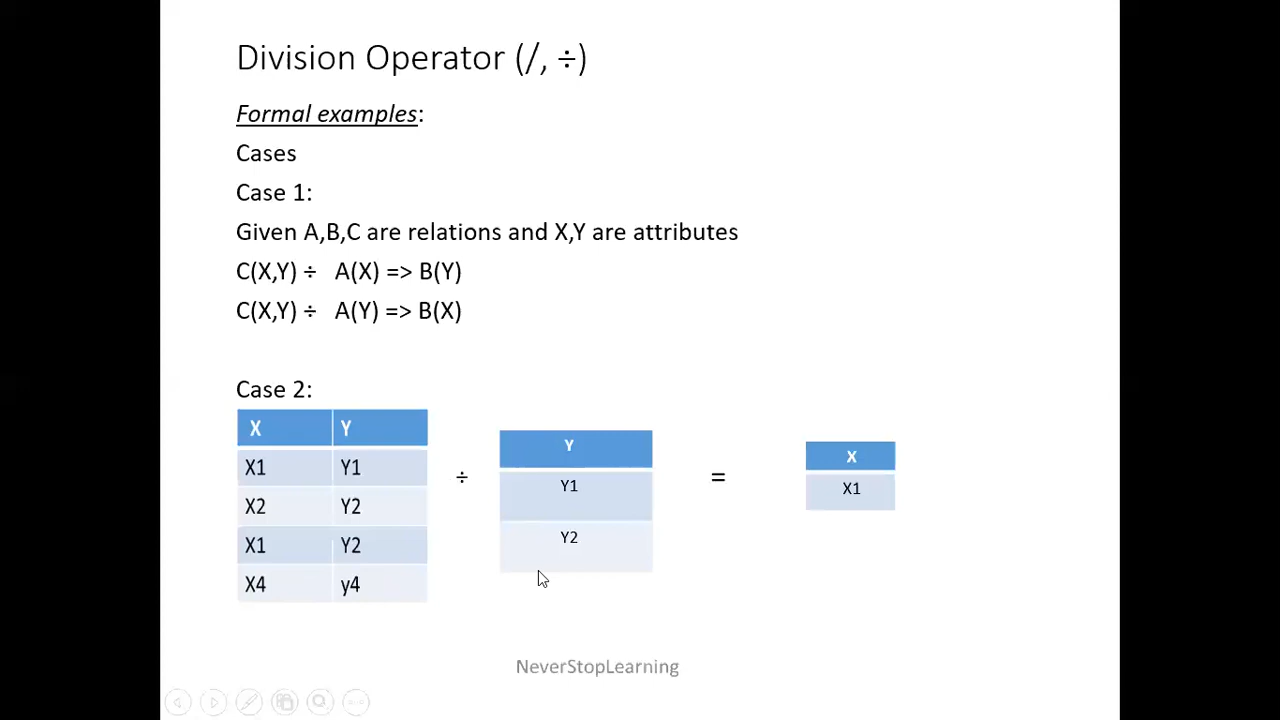 Division Operator (/, ÷)
Formal examples:
Cases
Case 1:
Given A,B,C are relations and X,Y are attributes
C(X,Y) ÷ A(X) => B(Y)
C(X,Y) ÷ A(Y) => B(X)
Case 2:
X Y
X1 Y1
X2 Y2
X1 Y2
X4 y4
÷
Y
Y1
Y2
=
X
X1
NeverStopLearning